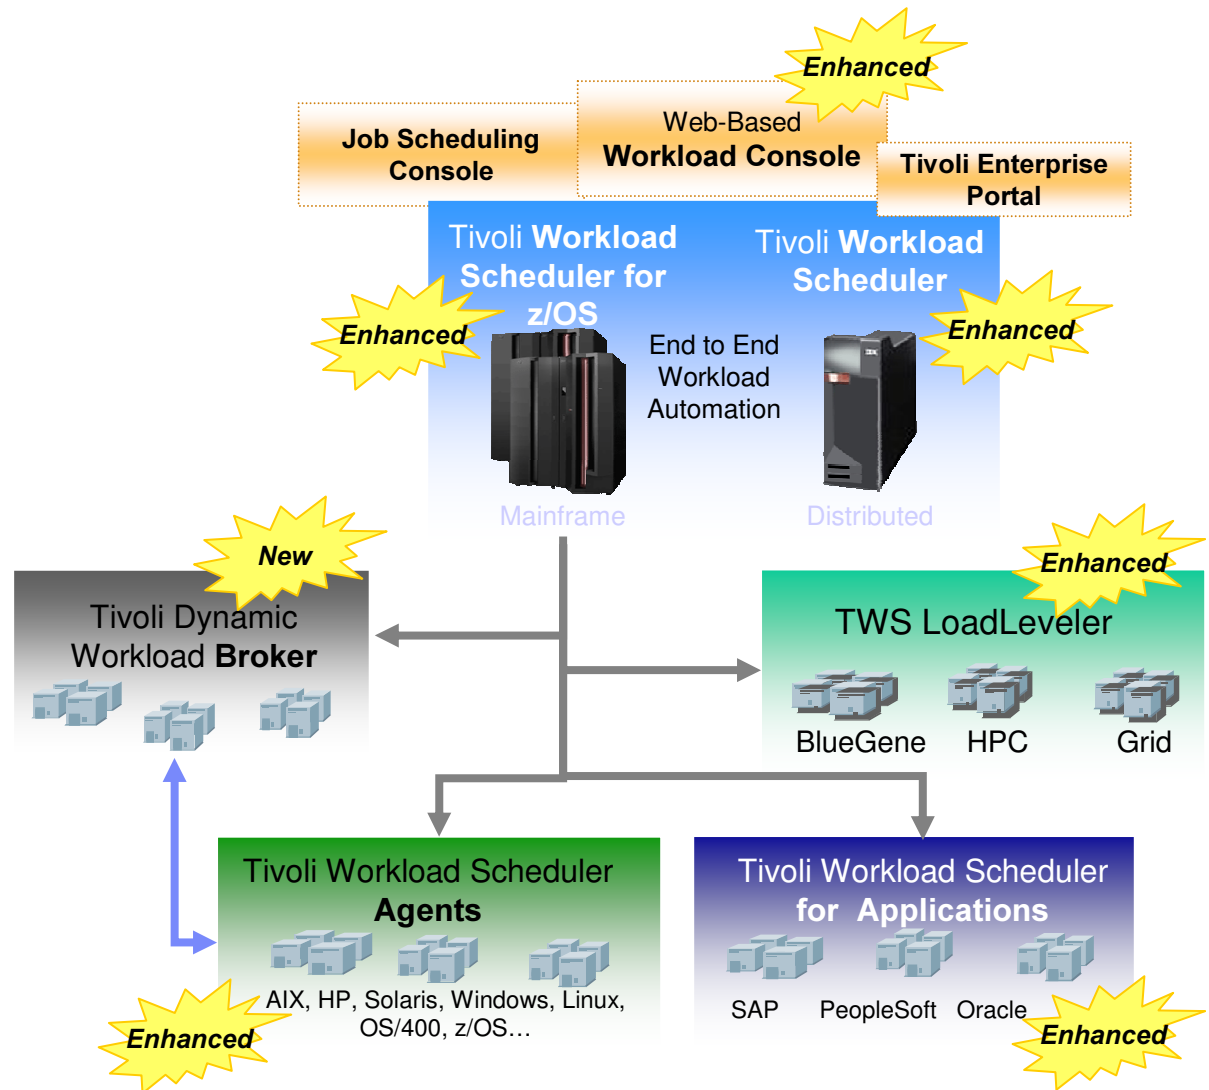 Enhanced
Web-Based
Workload Console
Job Scheduling
Console
Tivoli Enterprise
Portal
Tivoli Workload
Scheduler for
z/OS
Tivoli Workload
Scheduler
Enhanced
Enhanced
End to End
Workload
Automation
Mainframe
Distributed
New
Enhanced
Tivoli Dynamic
Workload Broker
TWS LoadLeveler
BlueGene
HPC
Grid
Tivoli Workload Scheduler
Agents
AIX, HP, Solaris, Windows, Linux,
OS/400, z/OS…
Enhanced
Tivoli Workload Scheduler
for Applications
SAP
PeopleSoft
Oracle
Enhanced